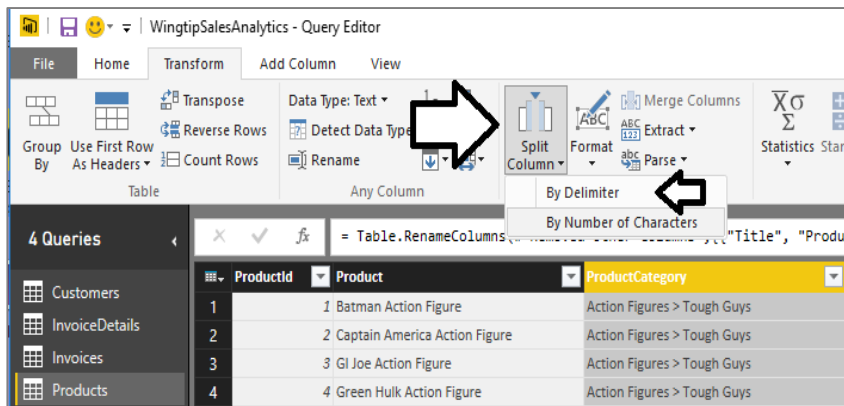 WingtipSalesAnalytics - Query Editor
File Home Transform Add Column View
Group By
Use First Row As Headers
Transpose
Reverse Rows
Count Rows
Table
Data Type: Text
Detect Data Type
Rename
Any Column
Split Column
ABC
Format
Merge Columns
ABC 123 Extract
abc Parse
By Delimiter
By Number of Characters
Χσ
Σ
Statistics
4 Queries
Customers
InvoiceDetails
Invoices
Products
fx = Table.RenameColumns( "Title", "Produ
ProductId Product ProductCategory
1 1 Batman Action Figure Action Figures > Tough Guys
2 2 Captain America Action Figure Action Figures > Tough Guys
3 3 GI Joe Action Figure Action Figures > Tough Guys
4 4 Green Hulk Action Figure Action Figures > Tough Guys